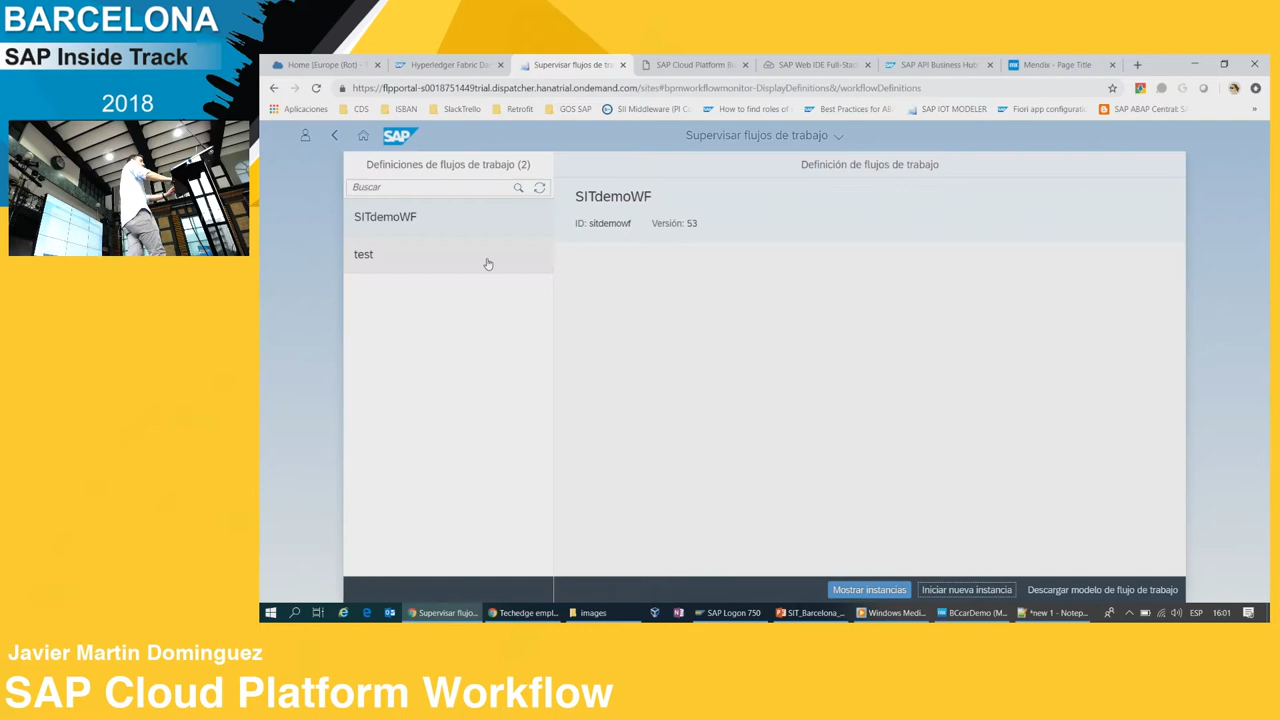 BARCELONA
SAP Inside Track
2018
Home [Europe (Rot) -
Hyperledger Fabric Da
Supervisar flujos de tra
SAP Cloud Platform Bu
SAP Web IDE Full-Stac
SAP API Business Hub
Mendix - Page Title
https://flpportal-s0018751449trial.dispatcher.hanatrial.ondemand.com/sites#bpmworkflowmonitor-DisplayDefinitions&/workflowDefinitions
Aplicaciones
CDS
ISBAN
SlackTrello
Retrofit
GOS SAP
SII Middleware (PI Co
How to find roles of
Best Practices for AB
SAP IOT MODELER
Fiori app configurati
SAP ABAP Central: SA
SAP
Supervisar flujos de trabajo
Definiciones de flujos de trabajo (2)
Definición de flujos de trabajo
Buscar
SITdemoWF
test
SITdemoWF
ID: sitdemowf Versión: 53
Mostrar instancias
Iniciar nueva instancia
Descargar modelo de flujo de trabajo
Supervisar flujo...
Techedge empl...
images
SAP Logon 750
SIT_Barcelona_...
Windows Medi...
BCcarDemo (M...
*new 1 - Notep...
ESP
16:01
Javier Martin Dominguez
SAP Cloud Platform Workflow